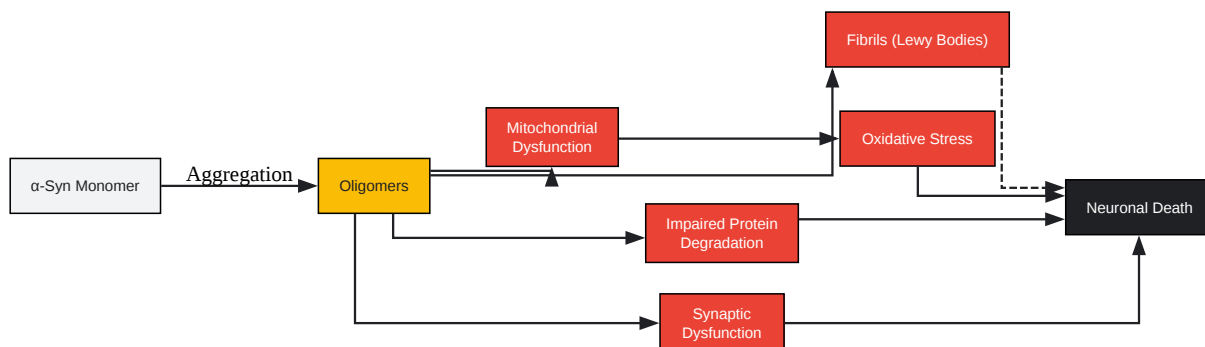 Fibrils (Lewy Bodies)
Mitochondrial
Dysfunction
Oxidative Stress
α-Syn Monomer
Aggregation
Oligomers
Impaired Protein
Degradation
Neuronal Death
Synaptic
Dysfunction